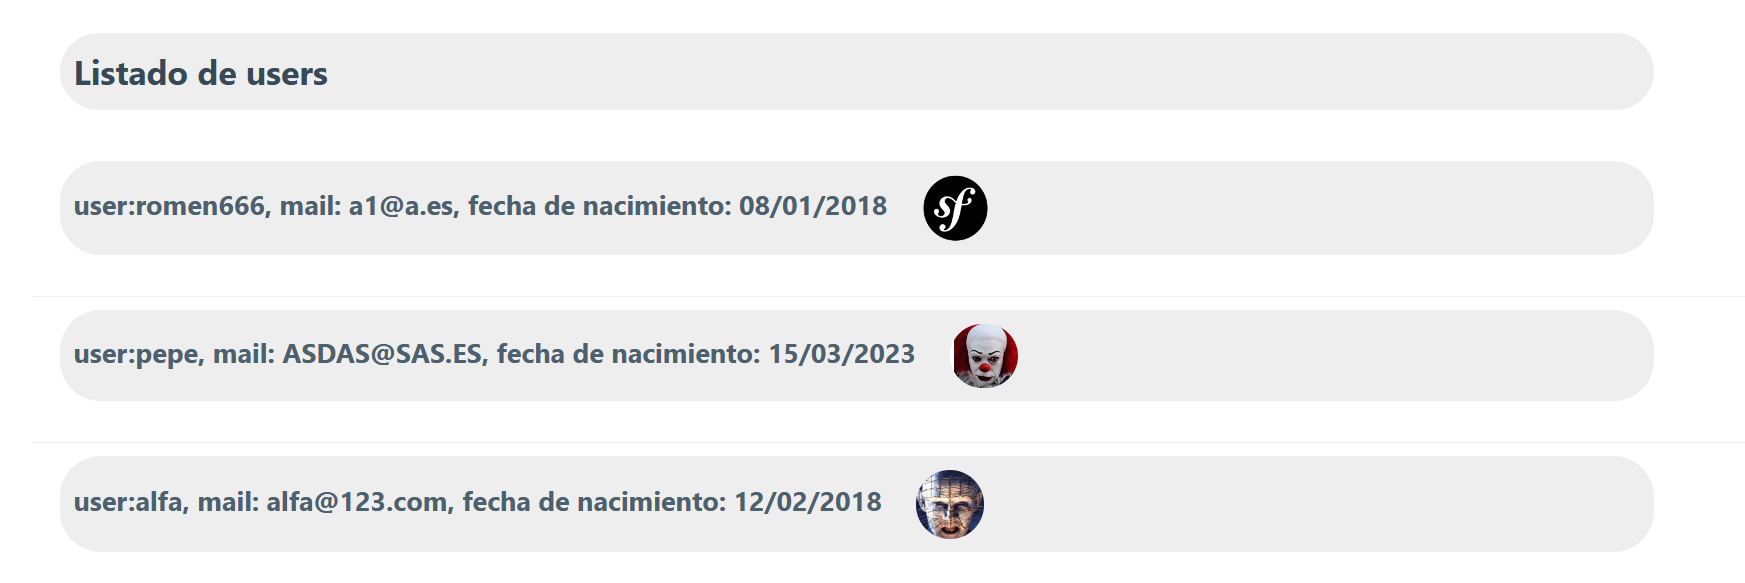 Listado de users
user:romen666, mail: a1@a.es, fecha de nacimiento: 08/01/2018
sf
user:pepe, mail: ASDAS@SAS.ES, fecha de nacimiento: 15/03/2023
user:alfa, mail: alfa@123.com, fecha de nacimiento: 12/02/2018